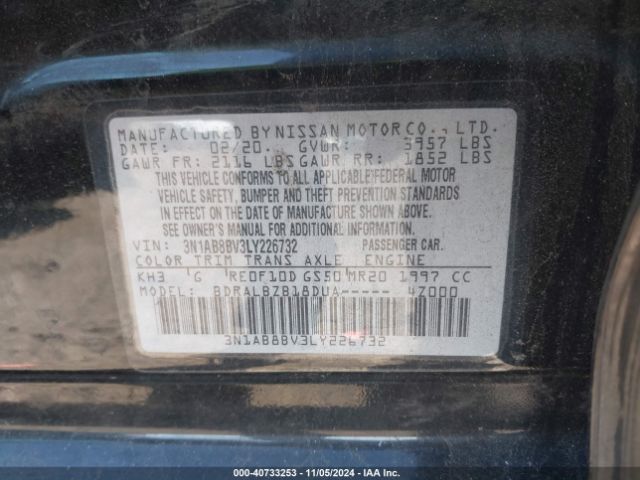 MANUFACTURED BY NISSAN MOTOR CO., LTD.
DATE: 02/20 GVWR: 3957 LBS
GAWR FR: 2116 LBS GAWR RR: 1852 LBS
THIS VEHICLE CONFORMS TO ALL APPLICABLE FEDERAL MOTOR
VEHICLE SAFETY, BUMPER AND THEFT PREVENTION STANDARDS
IN EFFECT ON THE DATE OF MANUFACTURE SHOWN ABOVE.
SEE OWNER'S MANUAL FOR ADDITIONAL INFORMATION.
VIN: 3N1AB8BV3LY226732 PASSENGER CAR.
COLOR TRIM TRANS AXLE ENGINE
KH3 G RE0F10D GS50 MR20 1997 CC
MODEL: BDRALBZB18DUA----- 4Z000
3N1AB8BV3LY226732
000-40733253 - 11/05/2024 - IAA Inc.